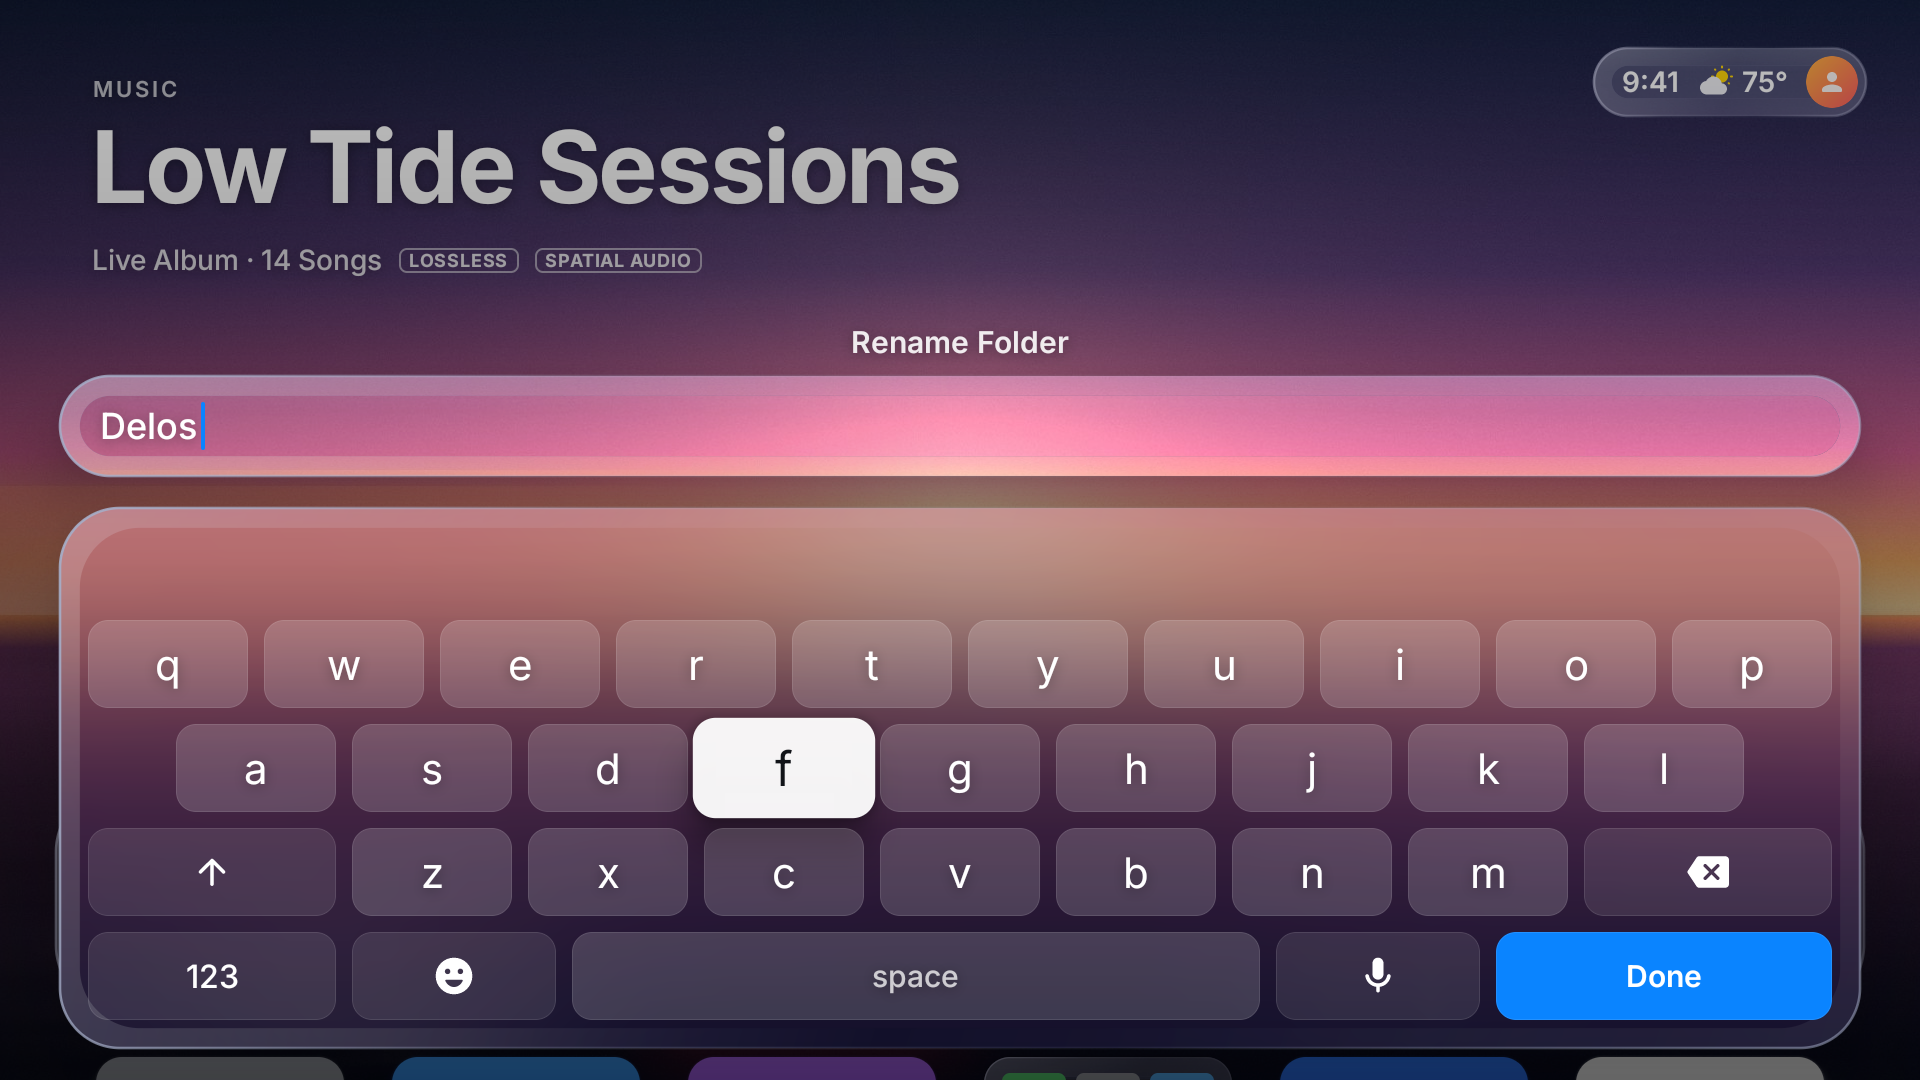 MUSIC
9:41 75°
Low Tide Sessions
Live Album · 14 Songs LOSSLESS SPATIAL AUDIO
Rename Folder
Delos
q w e r t y u i o p
a s d f g h j k l
z x c v b n m
123 space Done